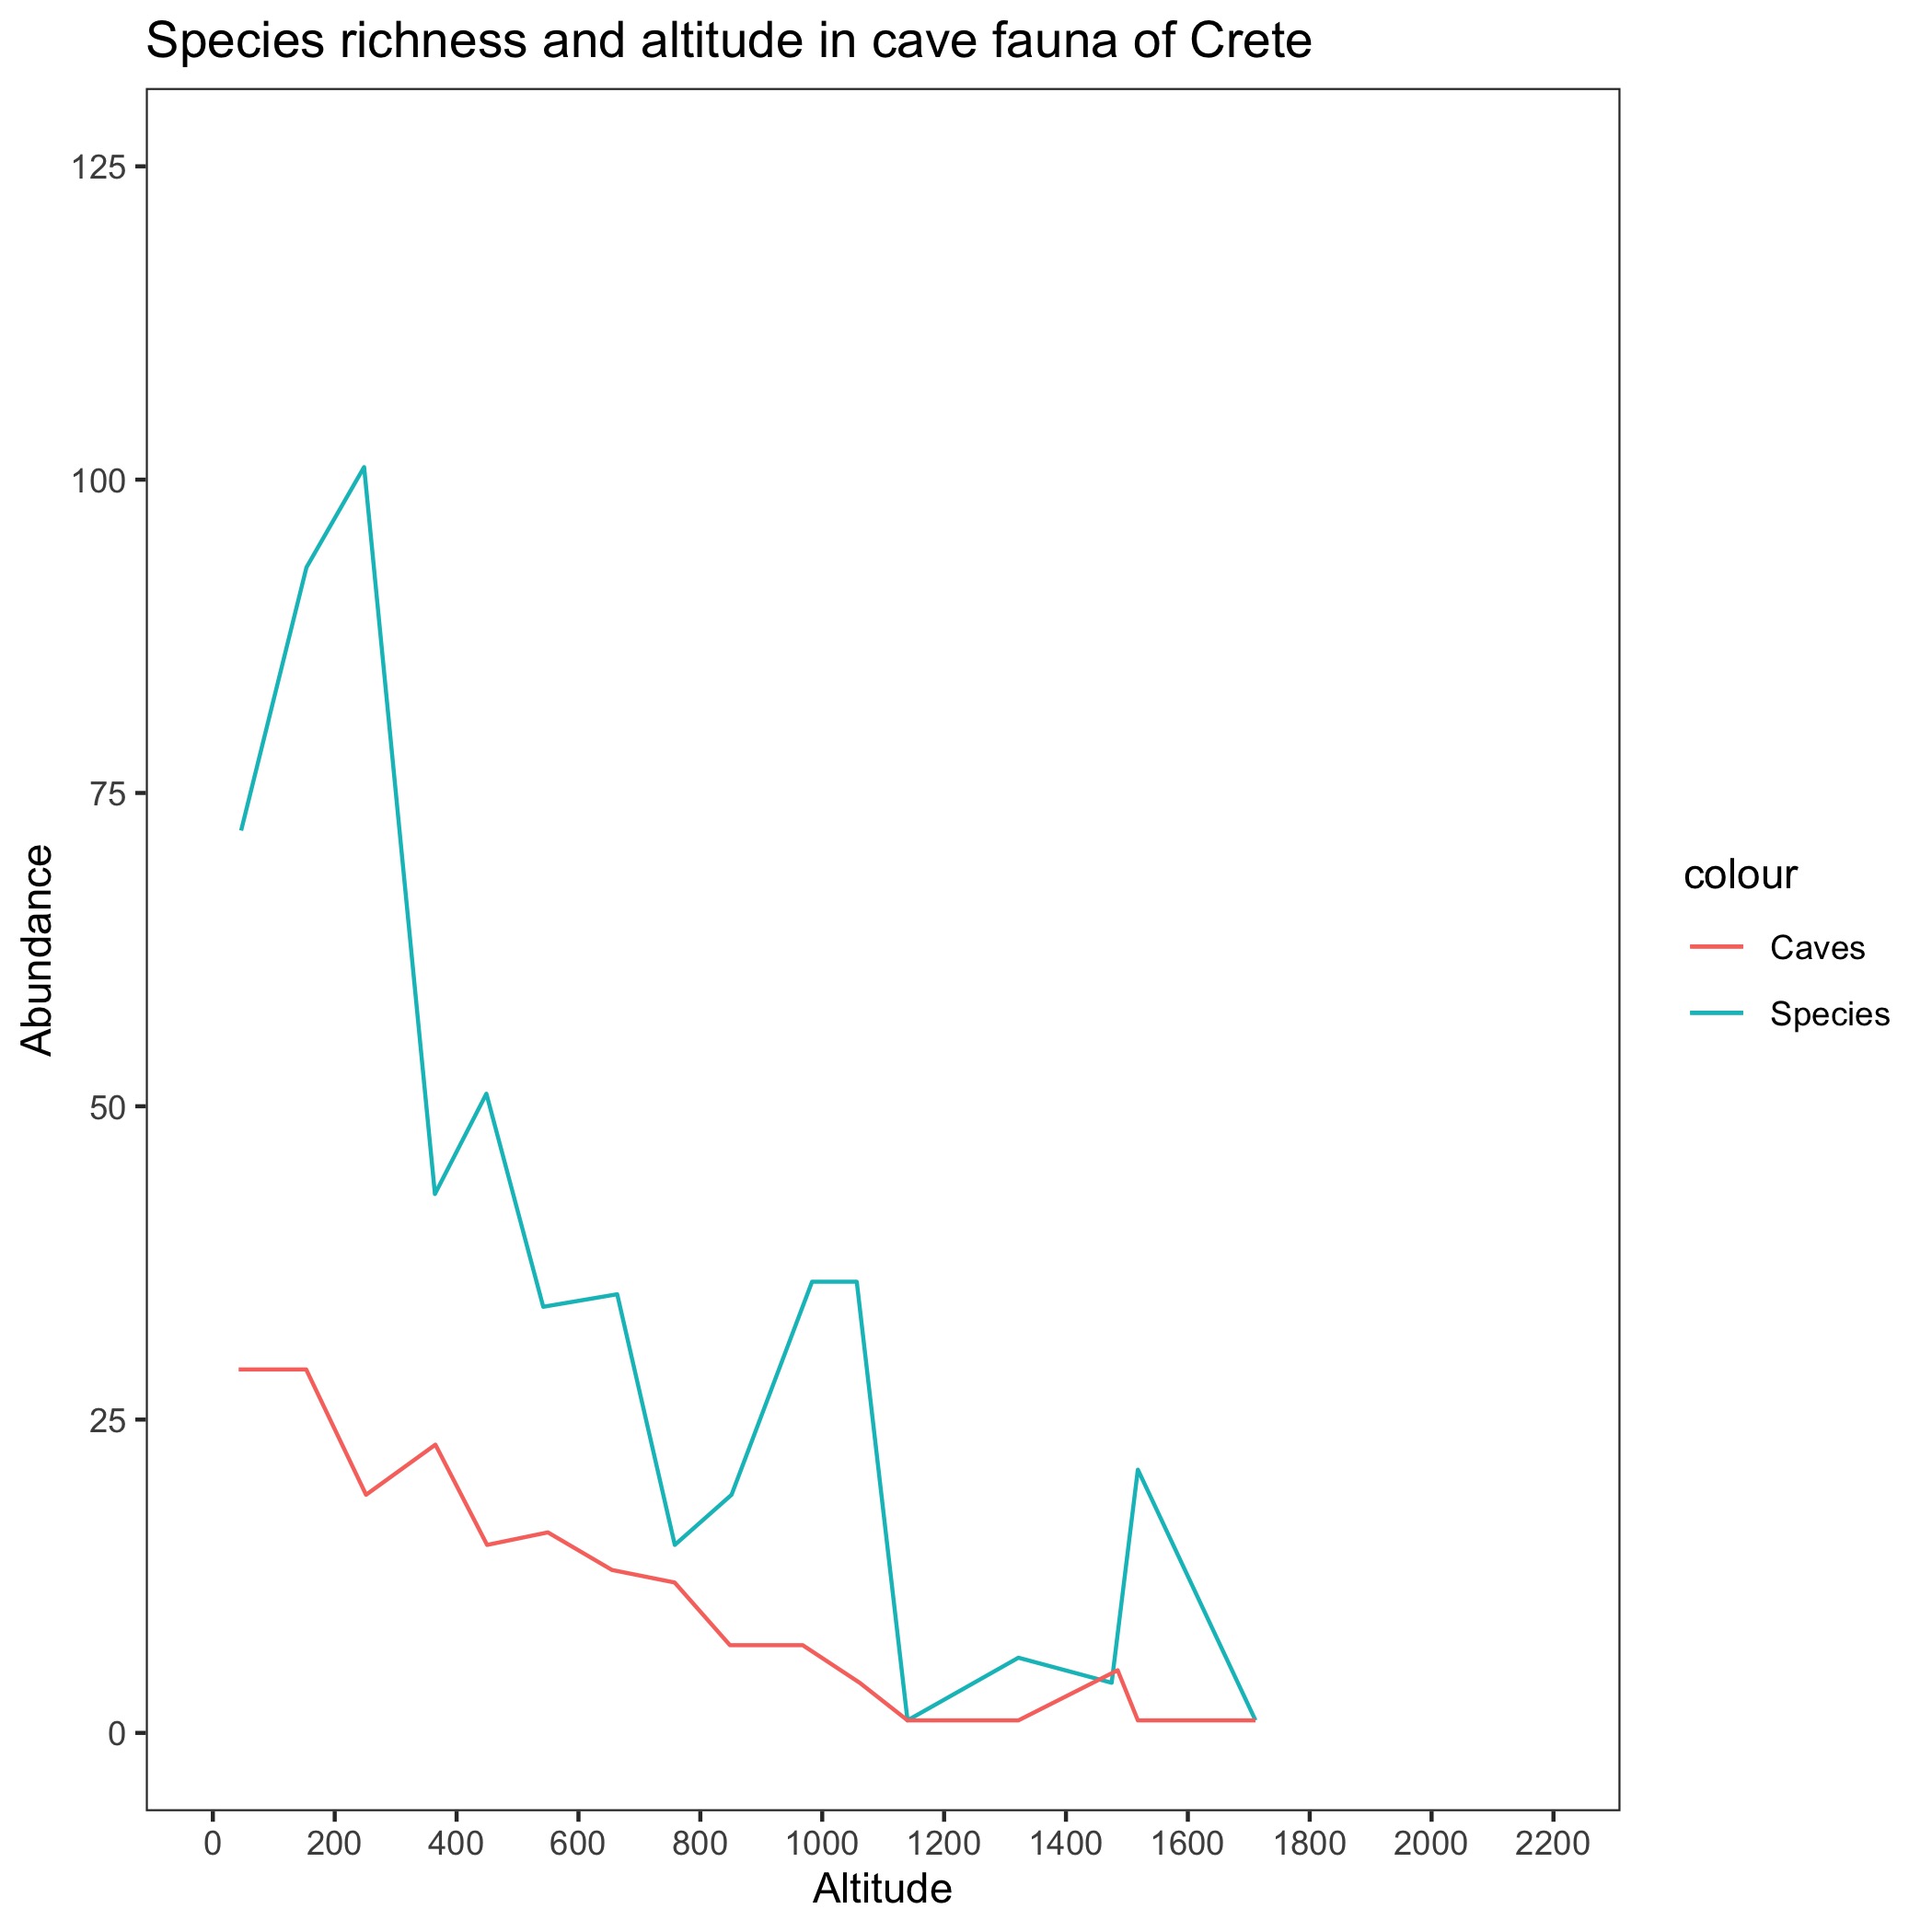 Species richness and altitude in cave fauna of Crete
125
100
75
50
25
0
Abundance
0 200 400 600 800 1000 1200 1400 1600 1800 2000 2200
Altitude
colour
Caves
Species